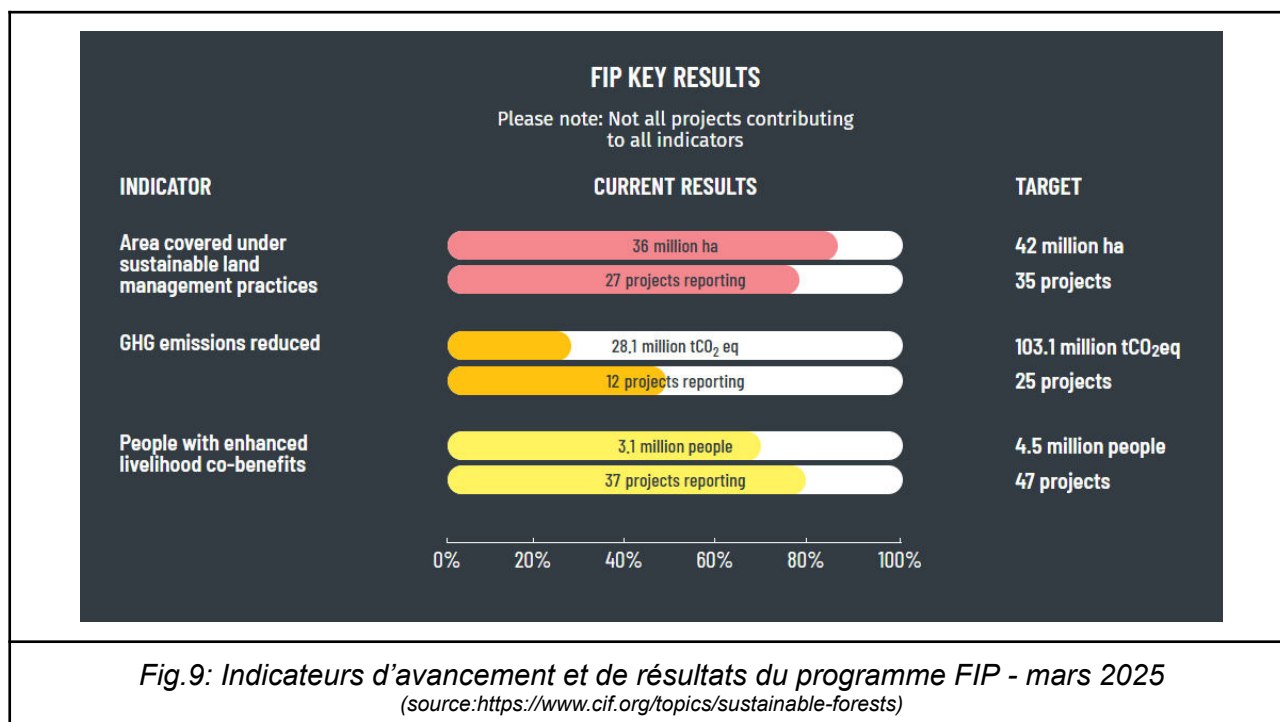 FIP KEY RESULTS
Please note: Not all projects contributing
to all indicators
INDICATOR
CURRENT RESULTS
TARGET
Area covered under
sustainable land
management practices
36 million ha
42 million ha
27 projects reporting
35 projects
GHG emissions reduced
28.1 million tCO₂ eq
103.1 million tCO₂eq
12 projects reporting
25 projects
People with enhanced
livelihood co-benefits
3.1 million people
4.5 million people
37 projects reporting
47 projects
0% 20% 40% 60% 80% 100%
Fig.9: Indicateurs d’avancement et de résultats du programme FIP - mars 2025
(source:https://www.cif.org/topics/sustainable-forests)